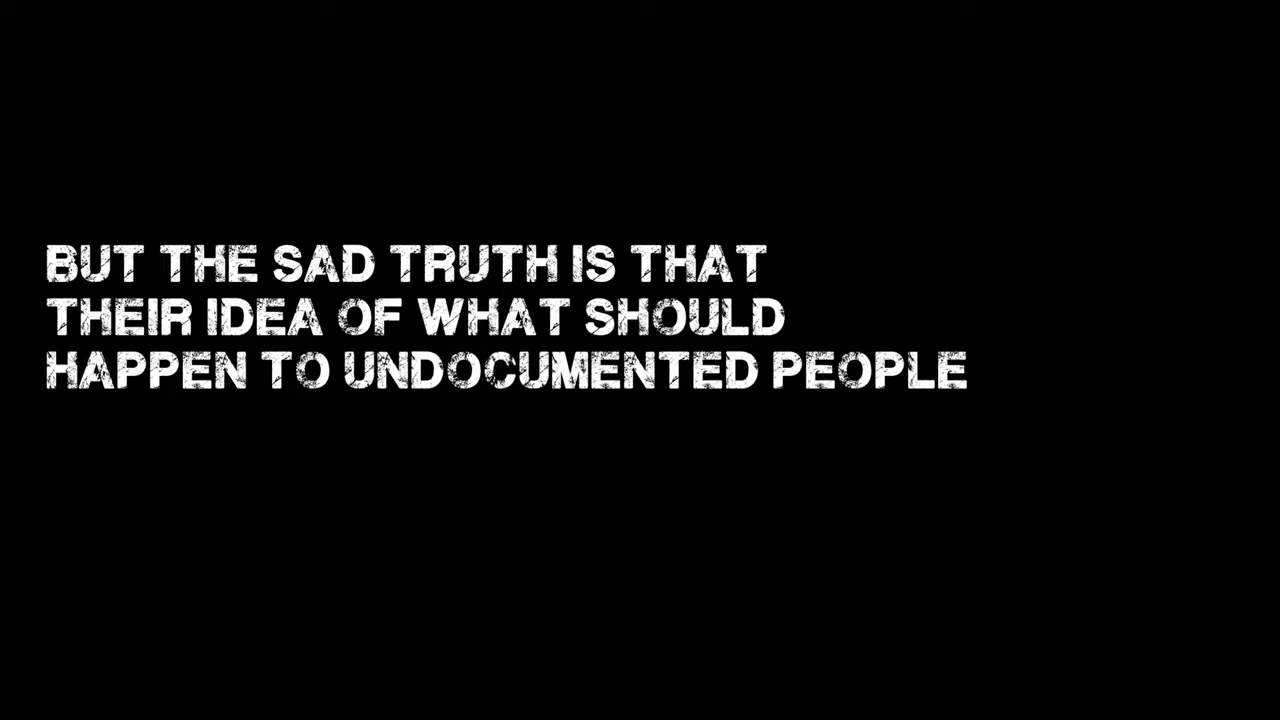 BUT THE SAD TRUTH IS THAT
THEIR IDEA OF WHAT SHOULD
HAPPEN TO UNDOCUMENTED PEOPLE